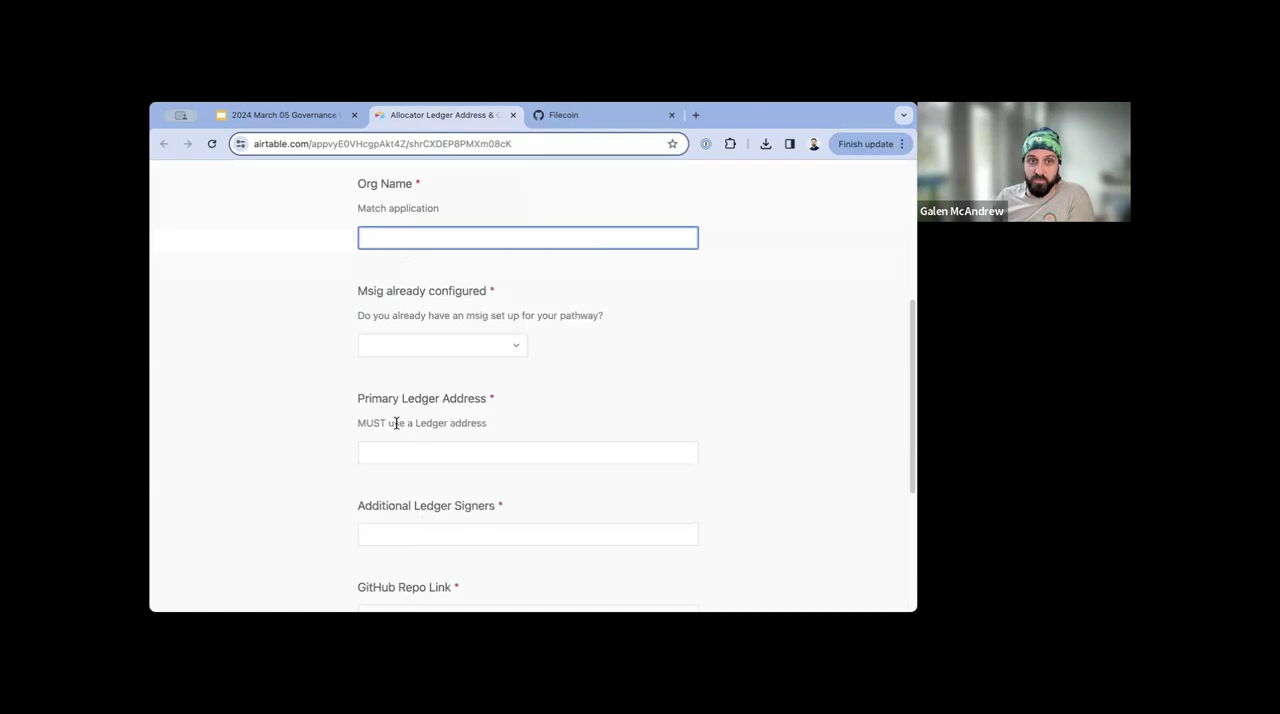 2024 March 05 Governance
Allocator Ledger Address & C
Filecoin
airtable.com/appvyE0VHcgpAkt4Z/shrCXDEP8PMXm08cK
Finish update
Org Name *
Match application
Msig already configured *
Do you already have an msig set up for your pathway?
Primary Ledger Address *
MUST use a Ledger address
Additional Ledger Signers *
GitHub Repo Link *
Galen McAndrew